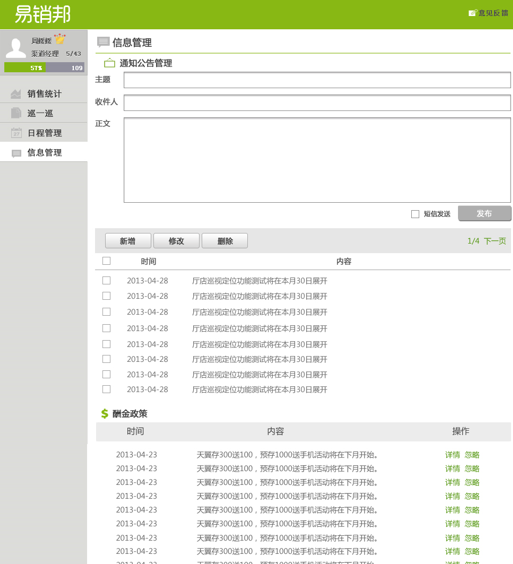 易销邦
意见反馈
渠道经理 5/43
57% 109
销售统计
巡一巡
日程管理
信息管理
信息管理
通知公告管理
主题
收件人
正文
短信发送 发布
新增 修改 删除 1/4 下一页
时间 内容
2013-04-28 厅店巡视定位功能测试将在本月30日展开
2013-04-28 厅店巡视定位功能测试将在本月30日展开
2013-04-28 厅店巡视定位功能测试将在本月30日展开
2013-04-28 厅店巡视定位功能测试将在本月30日展开
2013-04-28 厅店巡视定位功能测试将在本月30日展开
2013-04-28 厅店巡视定位功能测试将在本月30日展开
2013-04-28 厅店巡视定位功能测试将在本月30日展开
2013-04-28 厅店巡视定位功能测试将在本月30日展开
$ 酬金政策
时间 内容 操作
2013-04-23 天翼存300送100，预存1000送手机活动将在下月开始。 详情 忽略
2013-04-23 天翼存300送100，预存1000送手机活动将在下月开始。 详情 忽略
2013-04-23 天翼存300送100，预存1000送手机活动将在下月开始。 详情 忽略
2013-04-23 天翼存300送100，预存1000送手机活动将在下月开始。 详情 忽略
2013-04-23 天翼存300送100，预存1000送手机活动将在下月开始。 详情 忽略
2013-04-23 天翼存300送100，预存1000送手机活动将在下月开始。 详情 忽略
2013-04-23 天翼存300送100，预存1000送手机活动将在下月开始。 详情 忽略
2013-04-23 天翼存300送100，预存1000送手机活动将在下月开始。 详情 忽略